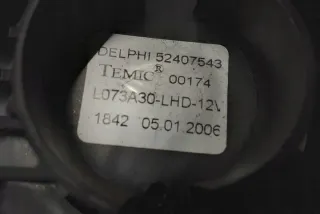 DELPHI 52407543
TEMIC® 00174
L073A30-LHD-12V
1842 05.01.2006